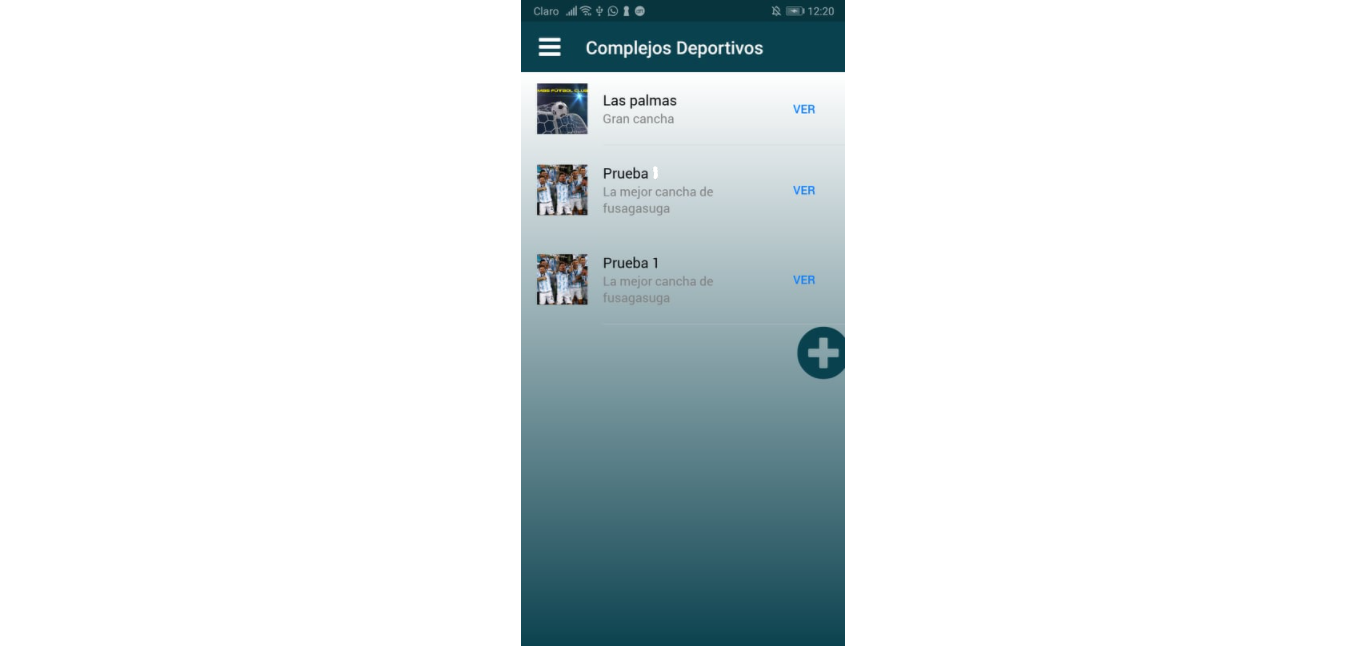 Claro 12:20
Complejos Deportivos
Las palmas
Gran cancha
VER
Prueba
La mejor cancha de
fusagasuga
VER
Prueba 1
La mejor cancha de
fusagasuga
VER